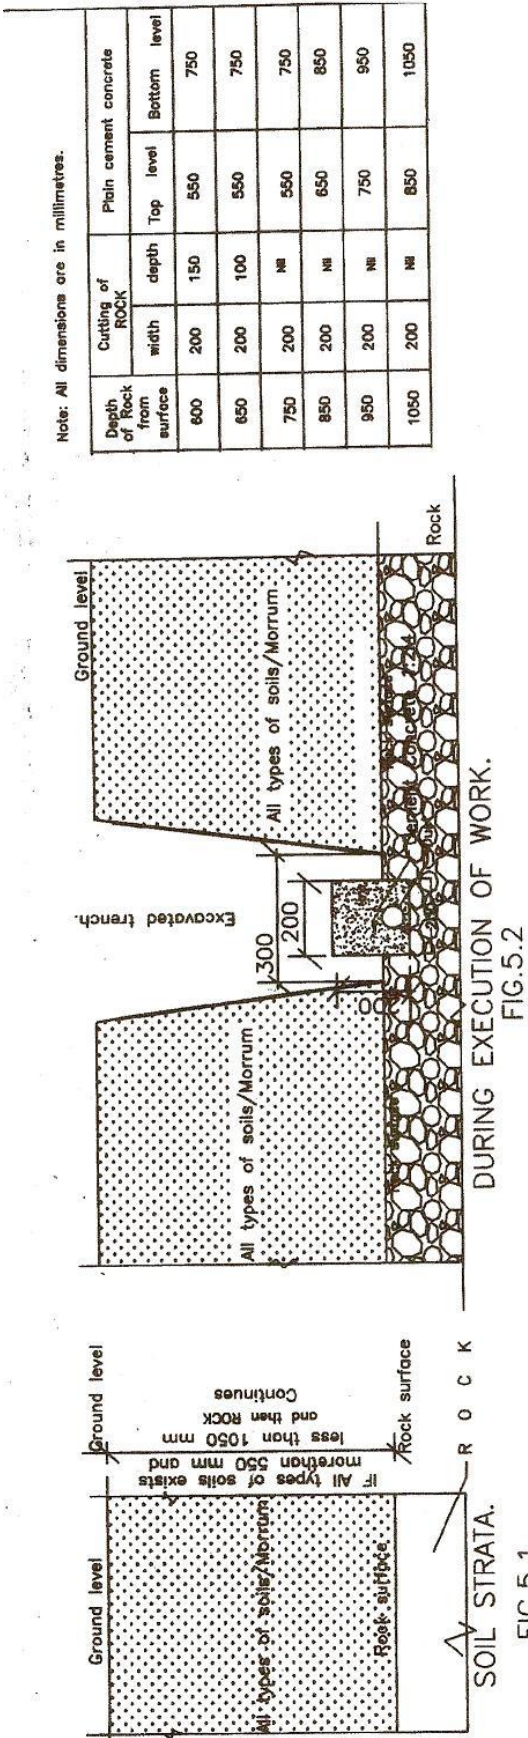 Ground level
All types of soils/Morrum
Rock surface
Ground level
IF All types of soils exists
morethan 550 mm and
less than 1050 mm
and then ROCK
Continues
Rock surface
R O C K
SOIL STRATA.
FIG.5.1
Ground level
Excavated trench.
All types of soils/Morrum
All types of soils/Morrum
300
200
Rock
DURING EXECUTION OF WORK.
FIG.5.2
Note: All dimensions are in millimetres.
Depth of Rock from surface | Cutting of ROCK | Plain cement concrete
width | depth | Top level | Bottom level
600 | 200 | 150 | 550 | 750
650 | 200 | 100 | 550 | 750
750 | 200 | Nil | 550 | 750
850 | 200 | Nil | 650 | 850
950 | 200 | Nil | 750 | 950
1050 | 200 | Nil | 850 | 1050